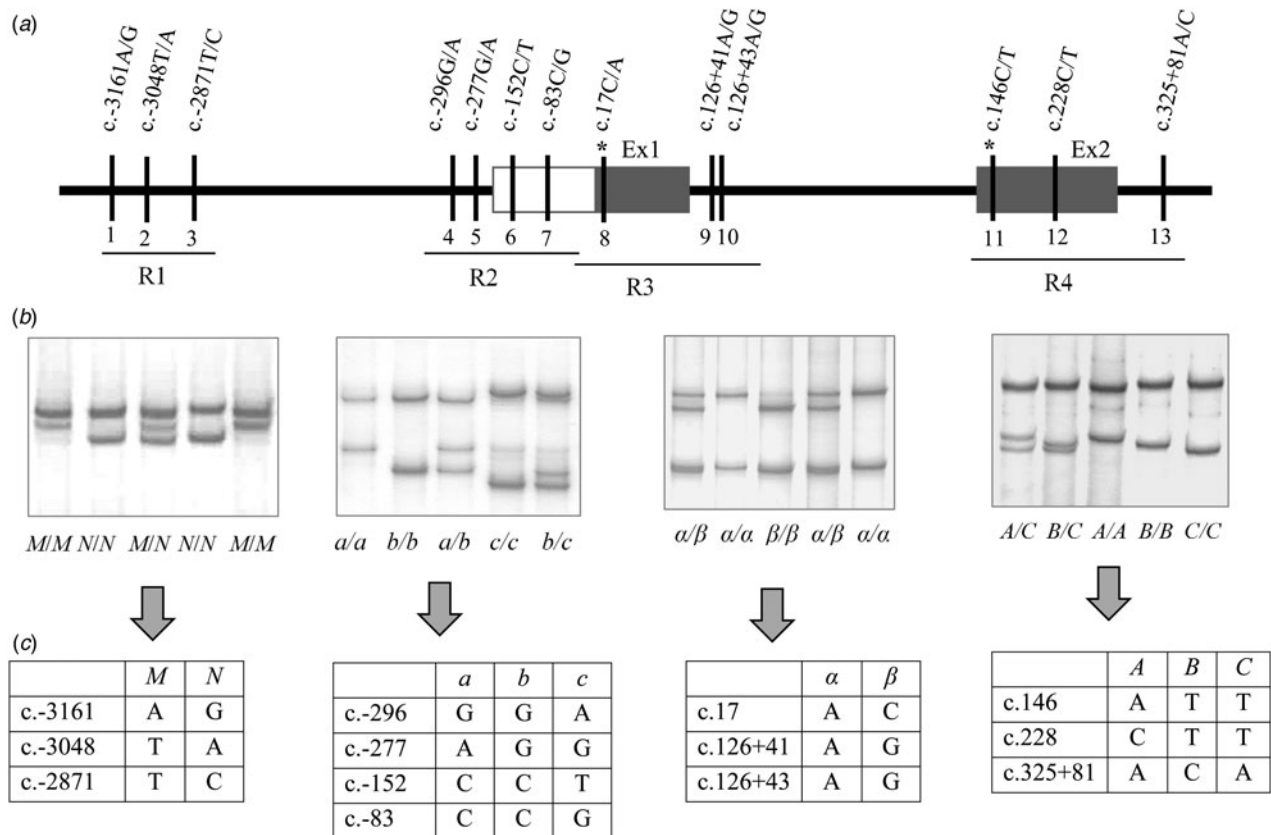 (a)
c.-3161A/G
c.-3048T/A
c.-2871T/C
c.-296G/A
c.-277G/A
c.-152C/T
c.-83C/G
c.17C/A
c.126+41A/G
c.126+43A/G
c.146C/T
c.228C/T
c.325+81A/C
* Ex1 * Ex2
1 2 3 4 5 6 7 8 9 10 11 12 13
R1 R2 R3 R4
(b)
M/M N/N M/N N/N M/M
a/a b/b a/b c/c b/c
α/β α/α β/β α/β α/α
A/C B/C A/A B/B C/C
(c)
M N
c.-3161 A G
c.-3048 T A
c.-2871 T C
a b c
c.-296 G G A
c.-277 A G G
c.-152 C C T
c.-83 C C G
α β
c.17 A C
c.126+41 A G
c.126+43 A G
A B C
c.146 A T T
c.228 C T T
c.325+81 A C A